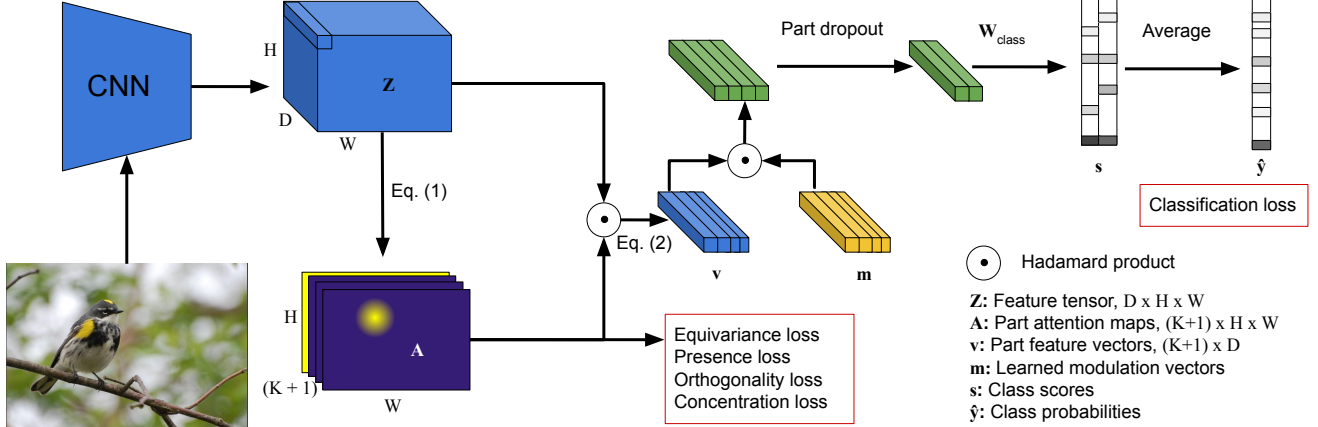 CNN
H
Z
D
W
Eq. (1)
H
A
(K + 1)
W
Eq. (2)
v
m
Part dropout
W_class
Average
s
ŷ
Classification loss
Equivariance loss
Presence loss
Orthogonality loss
Concentration loss
Hadamard product
Z: Feature tensor, D x H x W
A: Part attention maps, (K+1) x H x W
v: Part feature vectors, (K+1) x D
m: Learned modulation vectors
s: Class scores
ŷ: Class probabilities